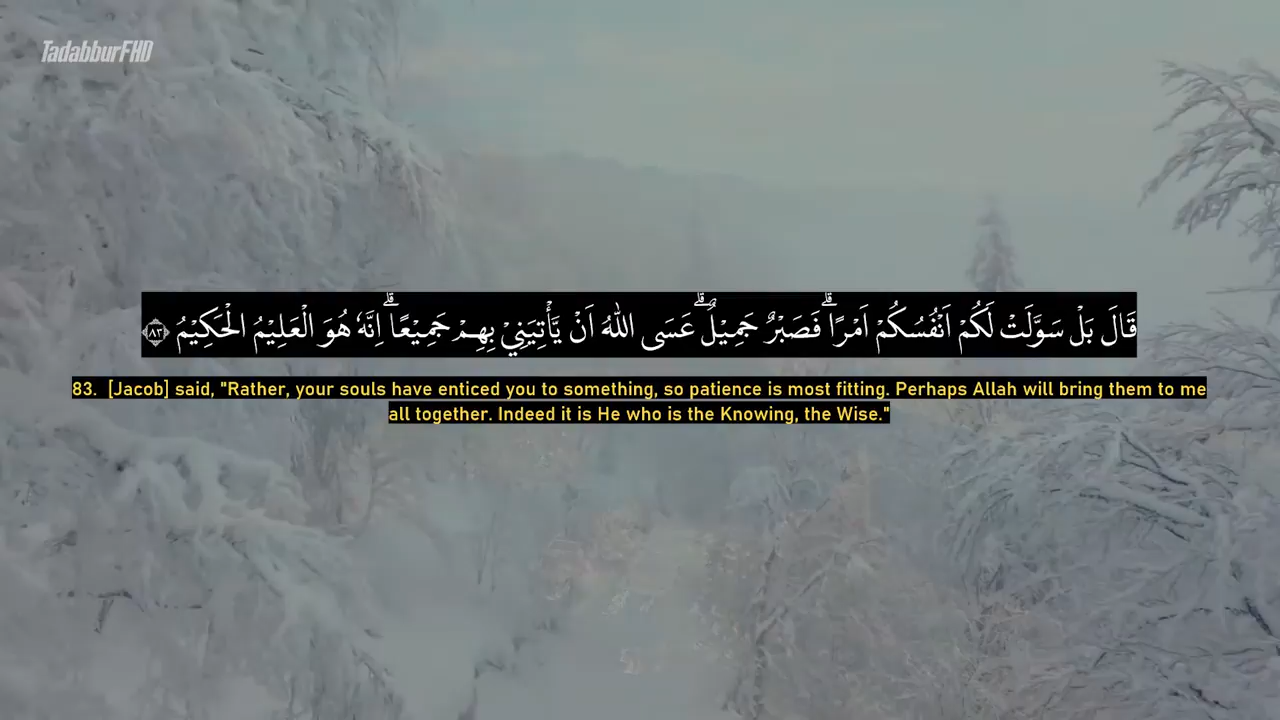 TadabburFHD
قَالَ بَلْ سَوَّلَتْ لَكُمْ اَنْفُسُكُمْ اَمْرًاۗ فَصَبْرٌ جَمِيْلٌۗ عَسَى اللّٰهُ اَنْ يَّأْتِيَنِيْ بِهِمْ جَمِيْعًاۗ اِنَّهٗ هُوَ الْعَلِيْمُ الْحَكِيْمُ ﴿٨٣﴾
83. [Jacob] said, "Rather, your souls have enticed you to something, so patience is most fitting. Perhaps Allah will bring them to me
all together. Indeed it is He who is the Knowing, the Wise."